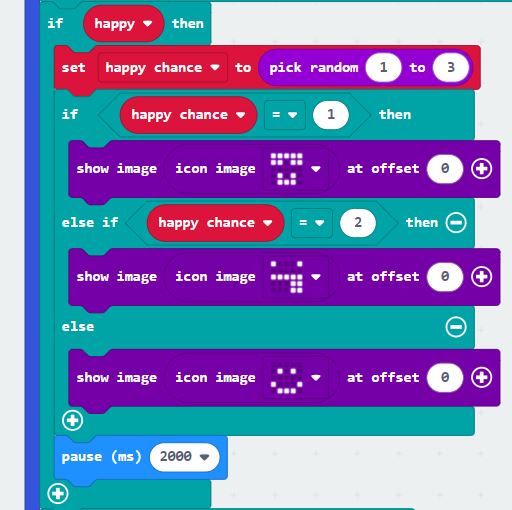 if happy then
set happy chance to pick random 1 to 3
if happy chance = 1 then
show image icon image at offset 0
else if happy chance = 2 then
show image icon image at offset 0
else
show image icon image at offset 0
pause (ms) 2000